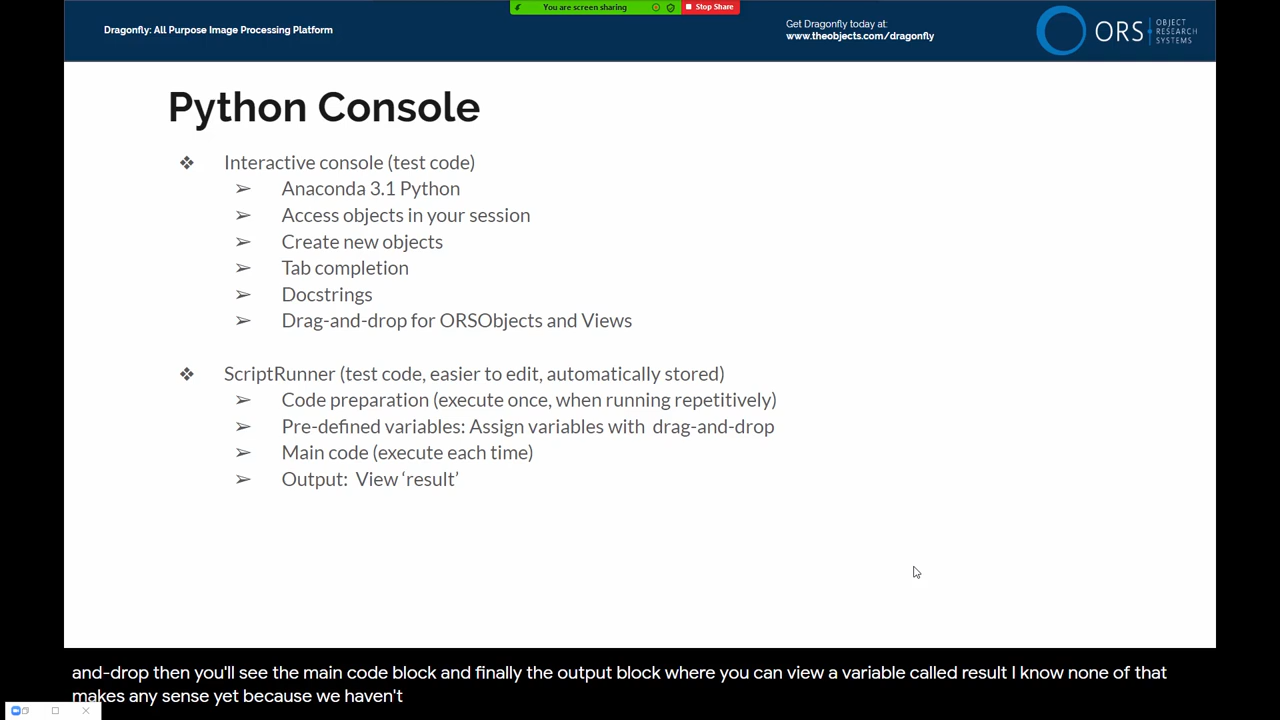 You are screen sharing
Stop Share
Dragonfly: All Purpose Image Processing Platform
Get Dragonfly today at:
www.theobjects.com/dragonfly
ORS
OBJECT
RESEARCH
SYSTEMS
Python Console
❖ Interactive console (test code)
➢ Anaconda 3.1 Python
➢ Access objects in your session
➢ Create new objects
➢ Tab completion
➢ Docstrings
➢ Drag-and-drop for ORSObjects and Views
❖ ScriptRunner (test code, easier to edit, automatically stored)
➢ Code preparation (execute once, when running repetitively)
➢ Pre-defined variables: Assign variables with drag-and-drop
➢ Main code (execute each time)
➢ Output: View ‘result’
and-drop then you'll see the main code block and finally the output block where you can view a variable called result I know none of that
makes any sense yet because we haven't